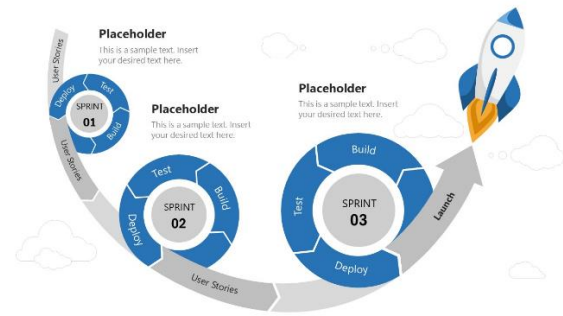 Placeholder
This is a sample text. Insert
your desired text here.
User Stories
Deploy
Test
Build
SPRINT
01
User Stories
Placeholder
This is a sample text. Insert
your desired text here.
Test
Build
Deploy
SPRINT
02
User Stories
Placeholder
This is a sample text. Insert
your desired text here.
Build
Test
Deploy
SPRINT
03
Launch